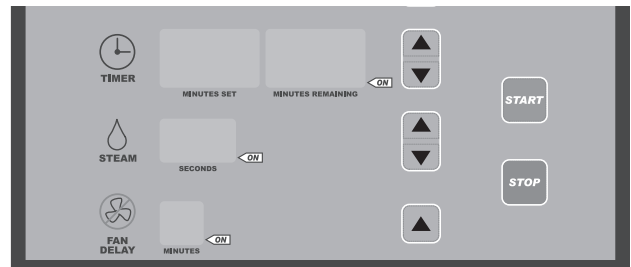 TIMER
MINUTES SET
MINUTES REMAINING
ON
START
STEAM
SECONDS
ON
STOP
FAN
DELAY
MINUTES
ON